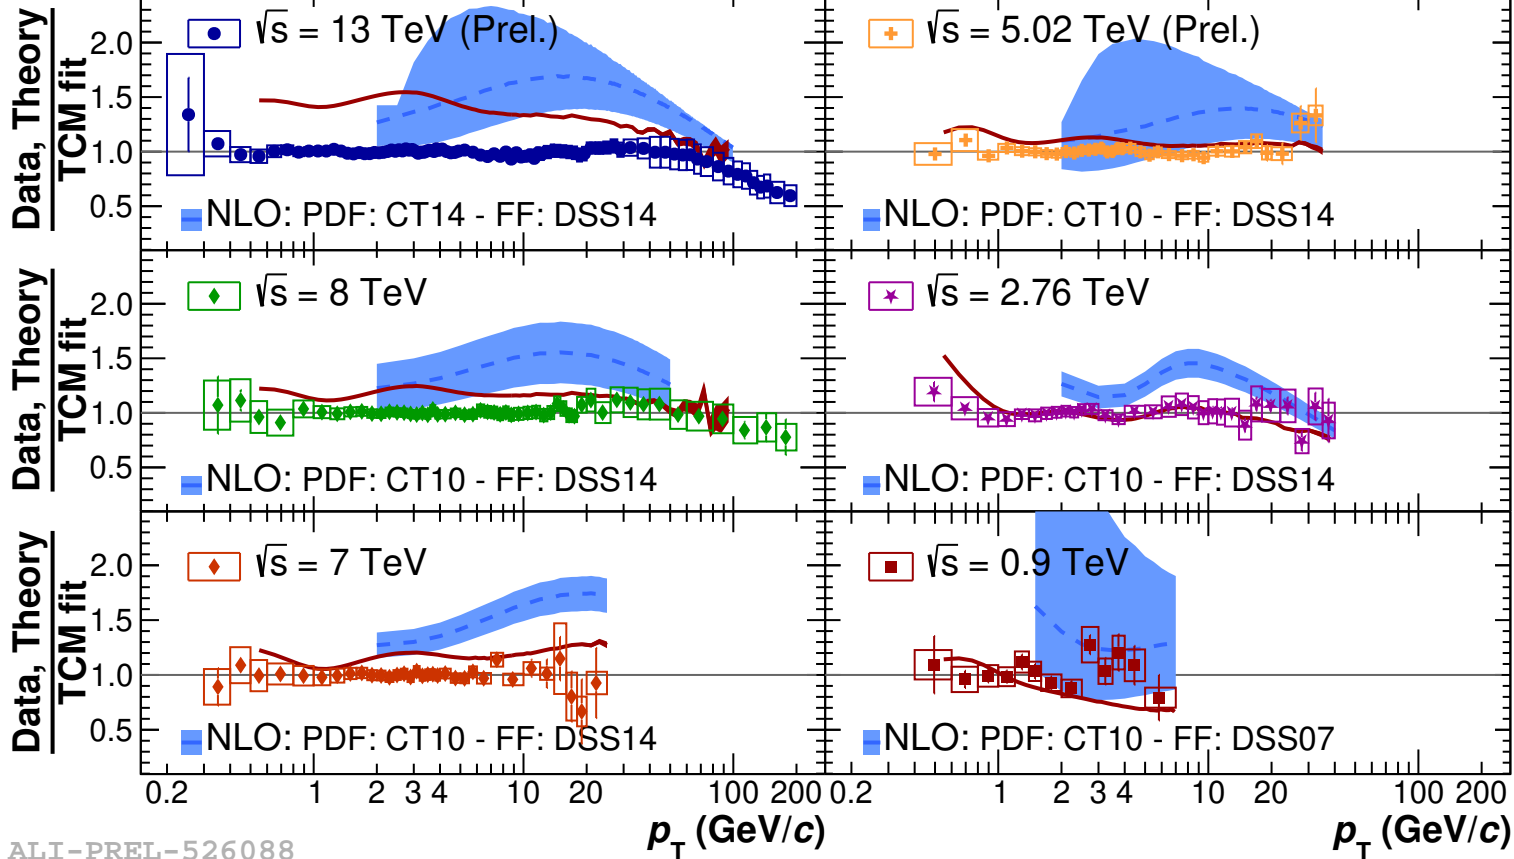 Data, Theory
TCM fit
2.0
1.5
1.0
0.5
√s = 13 TeV (Prel.)
NLO: PDF: CT14 - FF: DSS14
√s = 5.02 TeV (Prel.)
NLO: PDF: CT10 - FF: DSS14
Data, Theory
TCM fit
2.0
1.5
1.0
0.5
√s = 8 TeV
NLO: PDF: CT10 - FF: DSS14
√s = 2.76 TeV
NLO: PDF: CT10 - FF: DSS14
Data, Theory
TCM fit
2.0
1.5
1.0
0.5
√s = 7 TeV
NLO: PDF: CT10 - FF: DSS14
√s = 0.9 TeV
NLO: PDF: CT10 - FF: DSS07
0.2 1 2 3 4 10 20 100 200 0.2 1 2 3 4 10 20 100 200
pT (GeV/c) pT (GeV/c)
ALI-PREL-526088